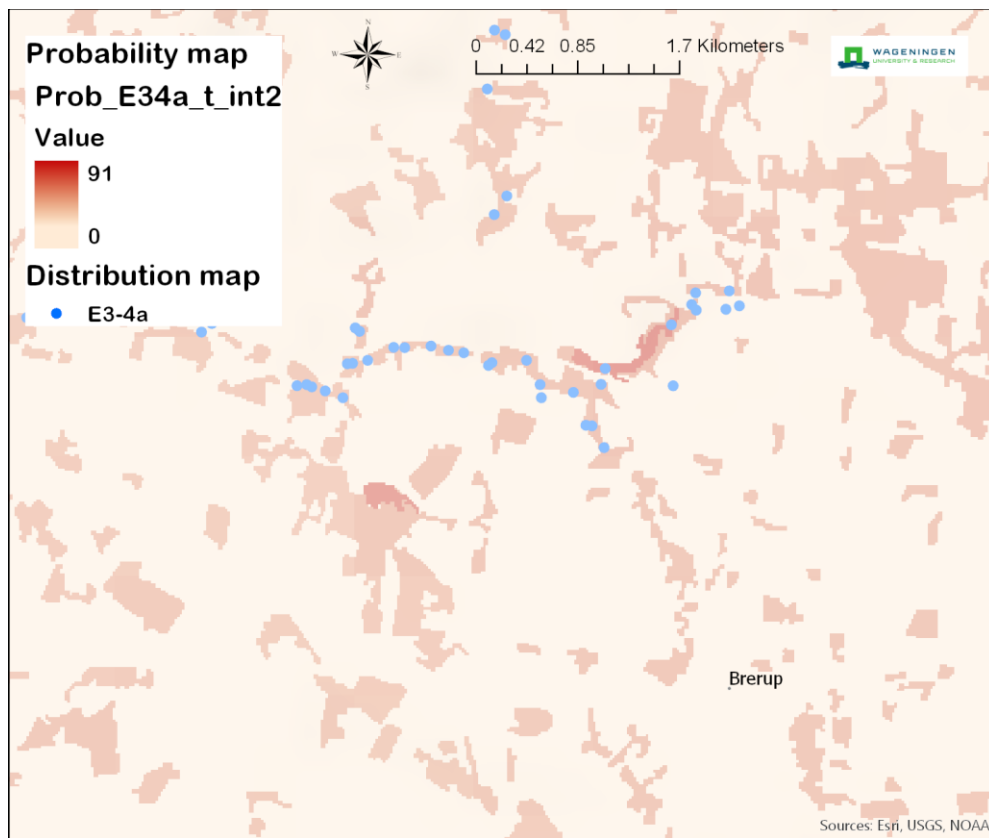 Probability map
Prob_E34a_t_int2
Value
91
0
Distribution map
E3-4a
N
W E
S
0 0.42 0.85 1.7 Kilometers
WAGENINGEN
UNIVERSITY & RESEARCH
Brerup
Sources: Esri, USGS, NOAA